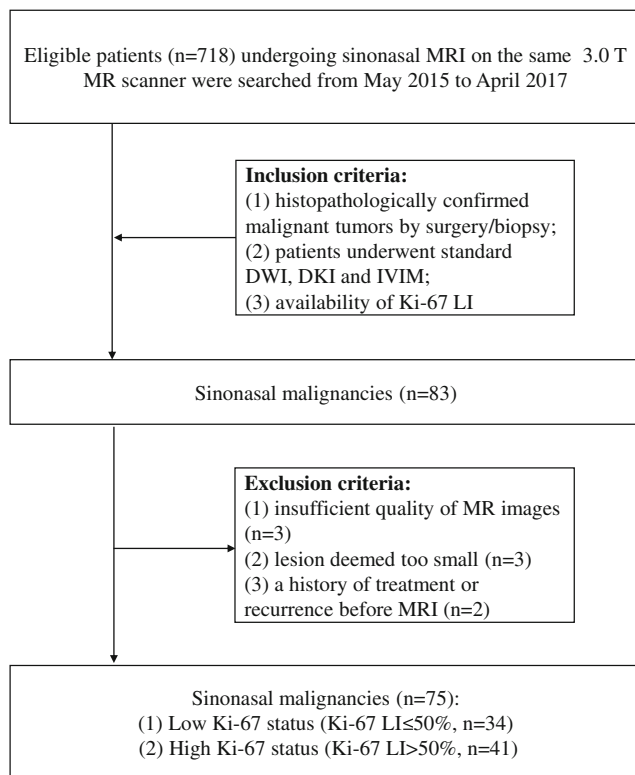 Eligible patients (n=718) undergoing sinonasal MRI on the same 3.0 T
MR scanner were searched from May 2015 to April 2017
Inclusion criteria:
(1) histopathologically confirmed
malignant tumors by surgery/biopsy;
(2) patients underwent standard
DWI, DKI and IVIM;
(3) availability of Ki-67 LI
Sinonasal malignancies (n=83)
Exclusion criteria:
(1) insufficient quality of MR images
(n=3)
(2) lesion deemed too small (n=3)
(3) a history of treatment or
recurrence before MRI (n=2)
Sinonasal malignancies (n=75):
(1) Low Ki-67 status (Ki-67 LI≤50%, n=34)
(2) High Ki-67 status (Ki-67 LI>50%, n=41)